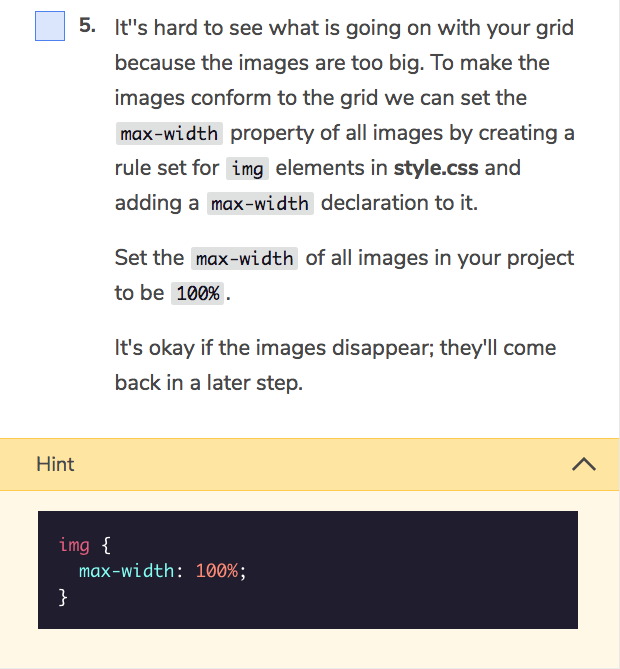 5. It''s hard to see what is going on with your grid
because the images are too big. To make the
images conform to the grid we can set the
max-width property of all images by creating a
rule set for img elements in style.css and
adding a max-width declaration to it.
Set the max-width of all images in your project
to be 100%.
It's okay if the images disappear; they'll come
back in a later step.
Hint
img {
  max-width: 100%;
}